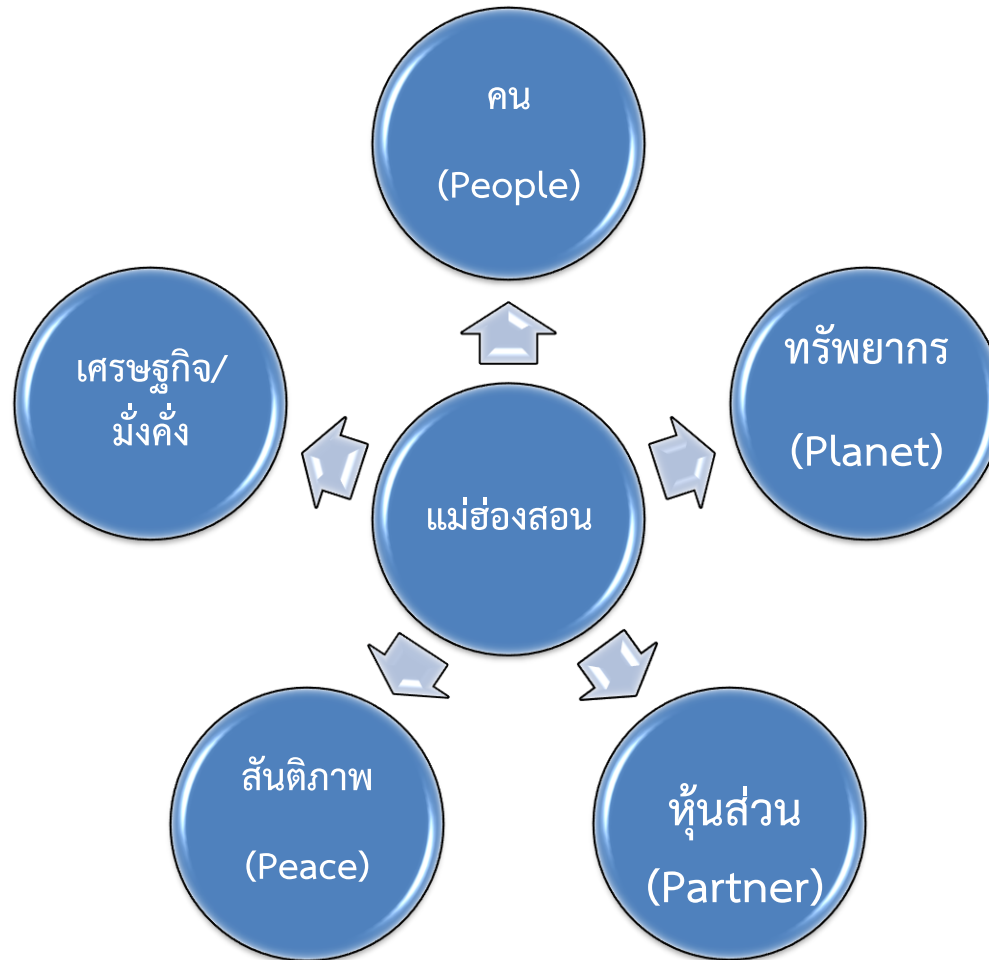 คน
(People)
ทรัพยากร
(Planet)
เศรษฐกิจ/
มั่งคั่ง
แม่ฮ่องสอน
สันติภาพ
(Peace)
หุ้นส่วน
(Partner)